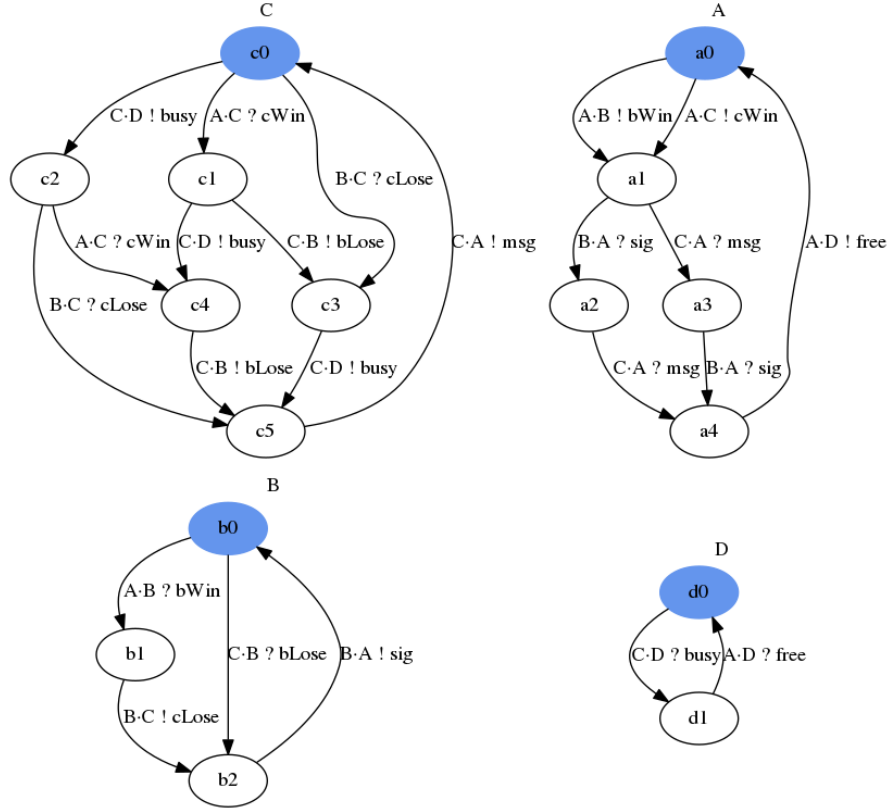 C
c0
C·D ! busy
A·C ? cWin
B·C ? cLose
c2
c1
A·C ? cWin
C·D ! busy
C·B ! bLose
C·A ! msg
B·C ? cLose
c4
c3
C·B ! bLose
C·D ! busy
c5
A
a0
A·B ! bWin
A·C ! cWin
a1
B·A ? sig
C·A ? msg
A·D ! free
a2
a3
C·A ? msg
B·A ? sig
a4
B
b0
A·B ? bWin
C·B ? bLose
B·A ! sig
b1
B·C ! cLose
b2
D
d0
C·D ? busy
A·D ? free
d1